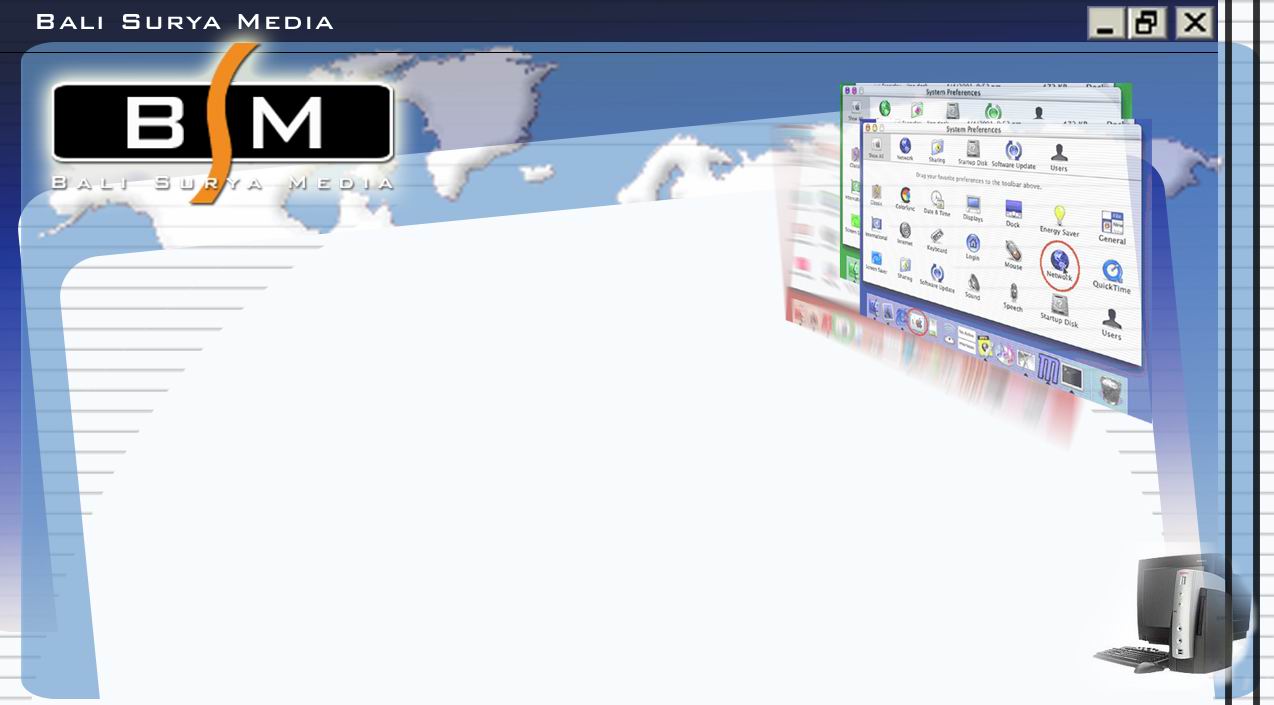 Bali Surya Media
BSM
Bali Surya Media
System Preferences
System Preferences
Show All
Network
Sharing
Startup Disk
Software Update
Users
Drag your favorite preferences to the toolbar above.
Classic
ColorSync
Date & Time
Displays
Dock
Energy Saver
General
International
Internet
Keyboard
Login
Mouse
Network
QuickTime
Screen Saver
Sharing
Software Update
Sound
Speech
Startup Disk
Users